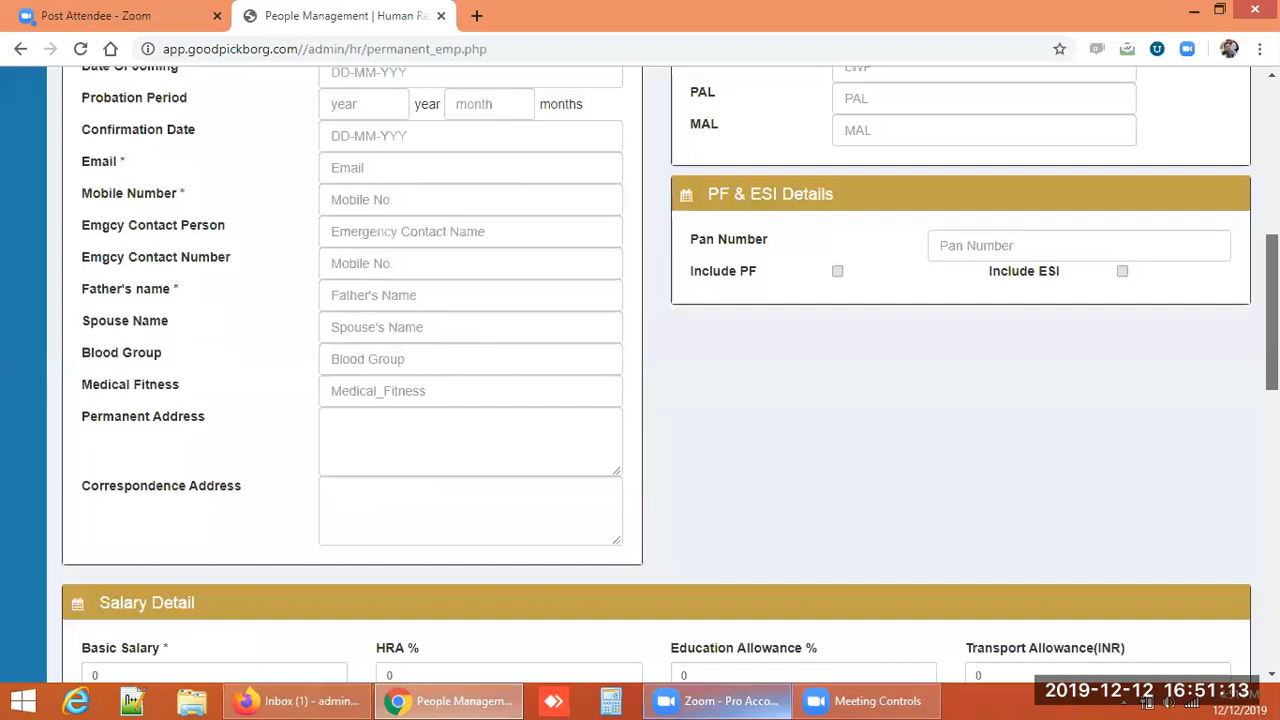 Post Attendee - Zoom
People Management | Human Re
app.goodpickborg.com//admin/hr/permanent_emp.php
Date Of Joining DD-MM-YYY
Probation Period year year month months
Confirmation Date DD-MM-YYY
Email * Email
Mobile Number * Mobile No.
Emgcy Contact Person Emergency Contact Name
Emgcy Contact Number Mobile No.
Father's name * Father's Name
Spouse Name Spouse's Name
Blood Group Blood Group
Medical Fitness Medical_Fitness
Permanent Address
Correspondence Address
LWP
PAL PAL
MAL MAL
PF & ESI Details
Pan Number Pan Number
Include PF Include ESI
Salary Detail
Basic Salary * HRA % Education Allowance % Transport Allowance(INR)
0 0 0 0
Inbox (1) - admin...
People Managem...
Zoom - Pro Acco...
Meeting Controls
2019-12-12 16:51:13
12/12/2019